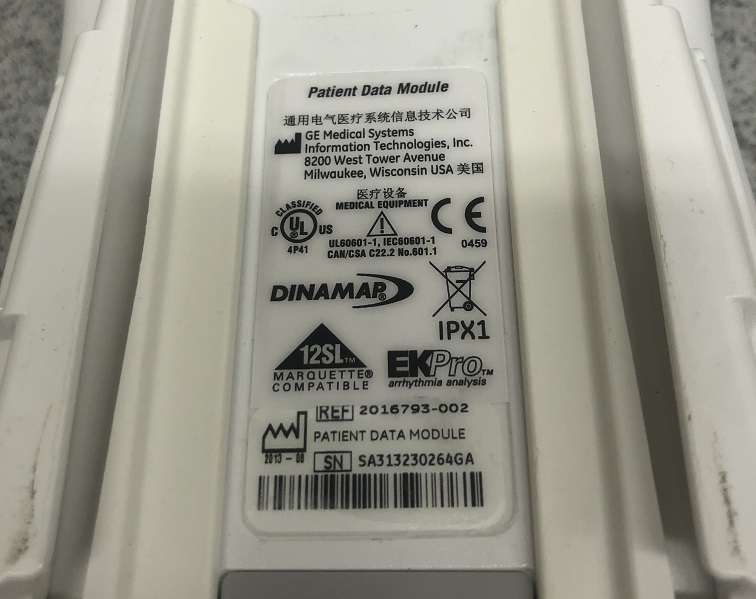 Patient Data Module
通用电气医疗系统信息技术公司
GE Medical Systems
Information Technologies, Inc.
8200 West Tower Avenue
Milwaukee, Wisconsin USA 美国
医疗设备
MEDICAL EQUIPMENT
CLASSIFIED
C UL US
4P41
UL60601-1, IEC60601-1
CAN/CSA C22.2 No.601.1
CE
0459
DINAMAP®
IPX1
12SL™
MARQUETTE®
COMPATIBLE
EKPro™
arrhythmia analysis
REF 2016793-002
PATIENT DATA MODULE
2013-08
SN SA313230264GA